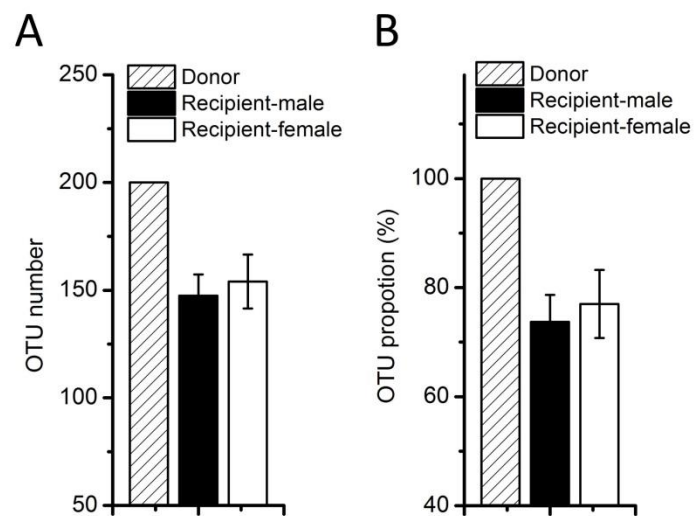 A
250
Donor
Recipient-male
Recipient-female
200
150
100
50
OTU number
B
Donor
Recipient-male
Recipient-female
100
80
60
40
OTU propotion (%)